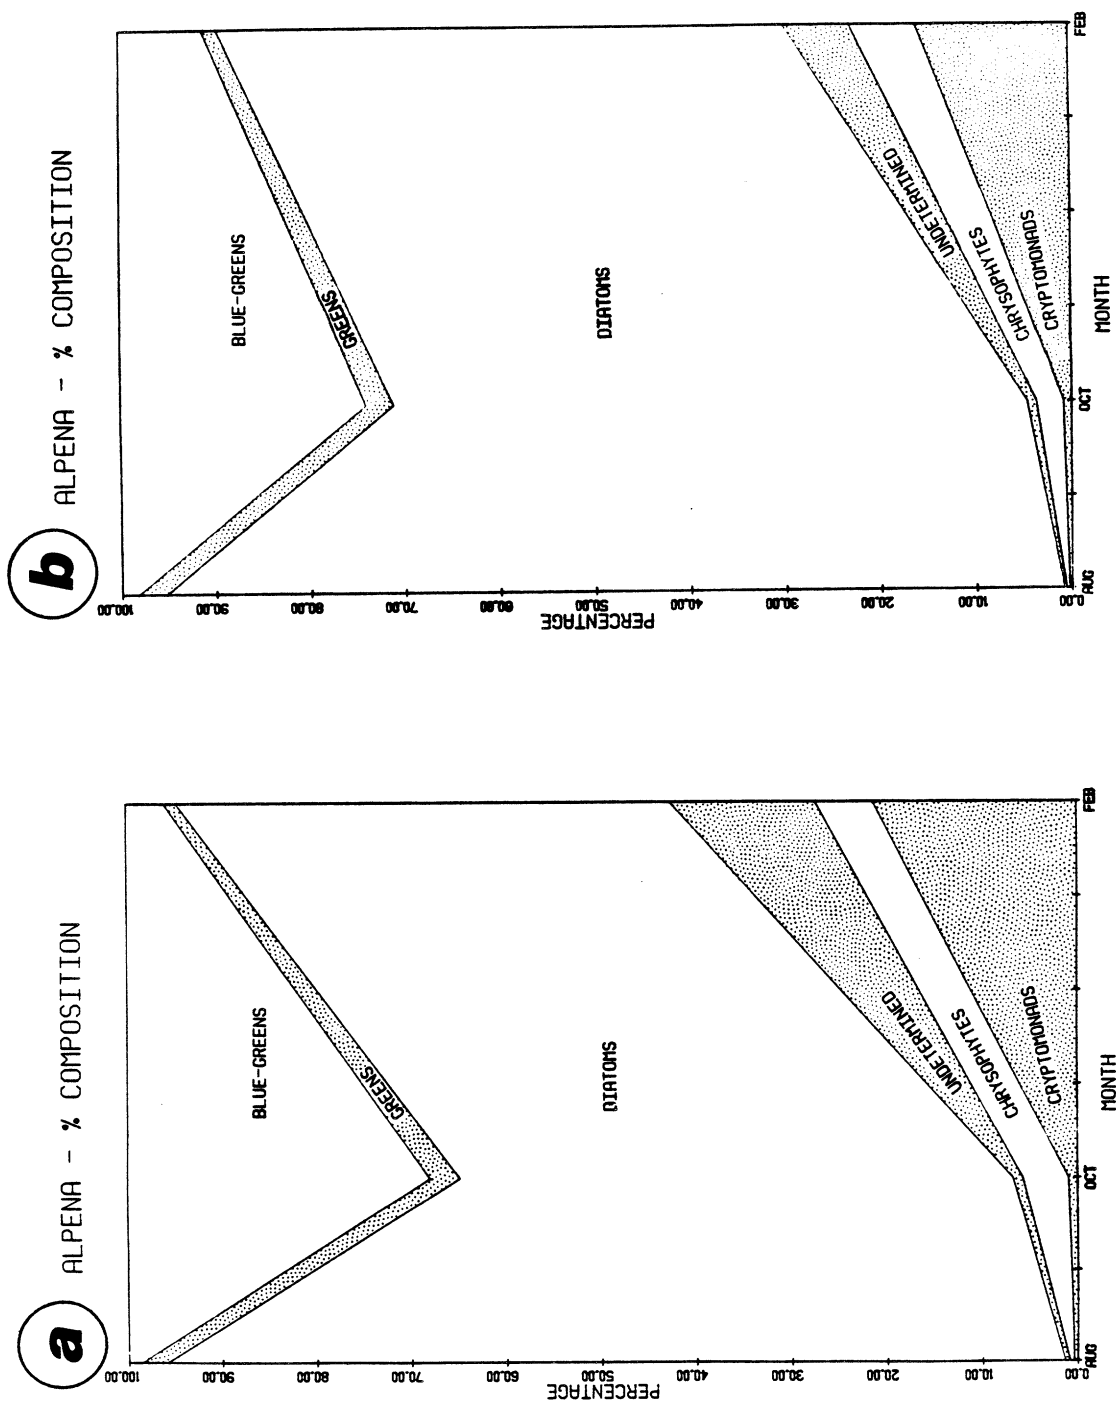 a
ALPENA - % COMPOSITION
100.00
90.00
80.00
70.00
60.00
50.00
40.00
30.00
20.00
10.00
0.00
PERCENTAGE
BLUE-GREENS
GREENS
DIATOMS
UNDETERMINED
CHRYSOPHYTES
CRYPTOMONADS
AUG
OCT
FEB
MONTH
b
ALPENA - % COMPOSITION
100.00
90.00
80.00
70.00
60.00
50.00
40.00
30.00
20.00
10.00
0.00
PERCENTAGE
BLUE-GREENS
GREENS
DIATOMS
UNDETERMINED
CHRYSOPHYTES
CRYPTOMONADS
AUG
OCT
FEB
MONTH